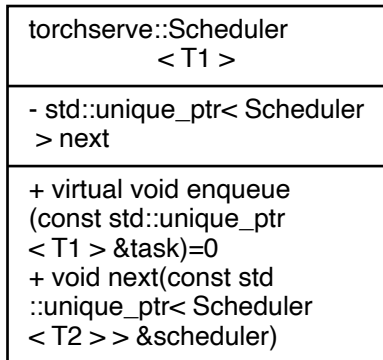 torchserve::Scheduler
< T1 >
- std::unique_ptr< Scheduler
> next
+ virtual void enqueue
(const std::unique_ptr
< T1 > &task)=0
+ void next(const std
::unique_ptr< Scheduler
< T2 > > &scheduler)